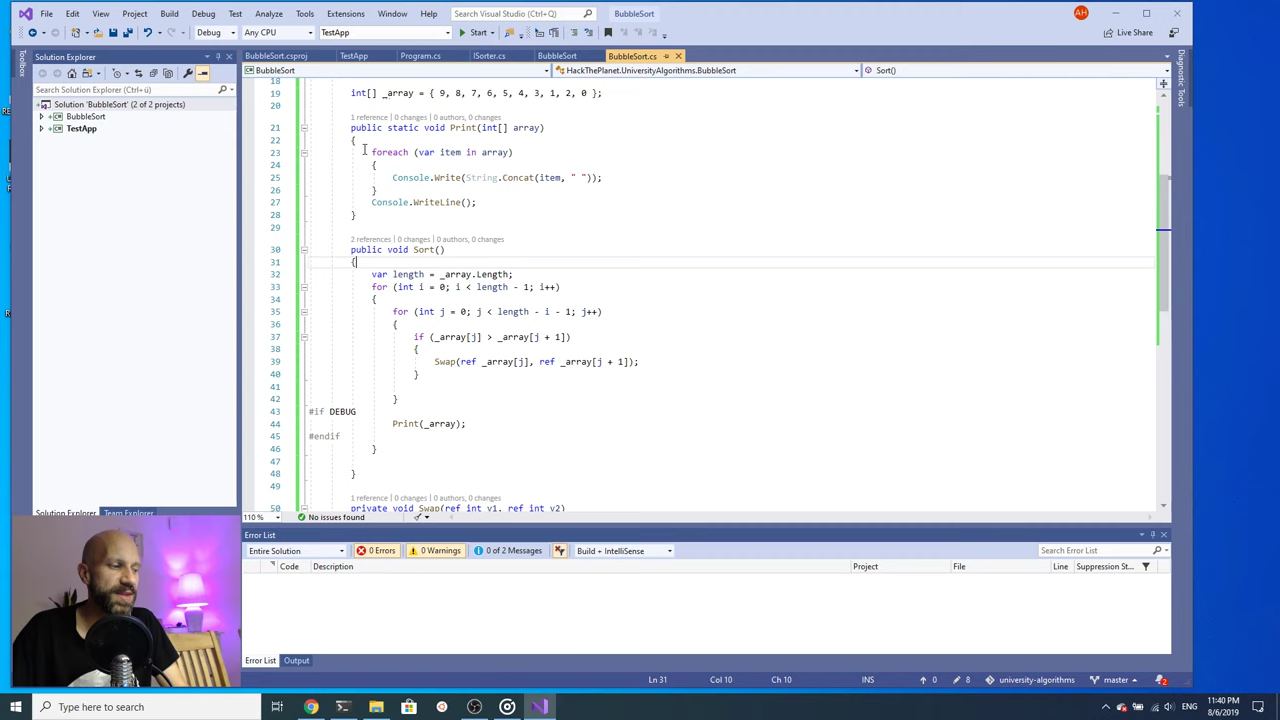 File Edit View Project Build Debug Test Analyze Tools Extensions Window Help Search Visual Studio BubbleSort AH
Debug Any CPU TestApp Start Live Share
Toolbox
Solution Explorer
Search Solution Explorer (Ctrl+ü)
Solution 'BubbleSort' (2 of 2 projects)
BubbleSort
TestApp
Solution Explorer Team Explorer
BubbleSort.csproj TestApp Program.cs ISorter.cs BubbleSort BubbleSort.cs
BubbleSort HackThePlanet.UniversityAlgorithms.BubbleSort Sort()
Diagnostic Tools
18
19 int[] _array = { 9, 8, 7, 6, 5, 4, 3, 1, 2, 0 };
20
1 reference | 0 changes | 0 authors, 0 changes
21 public static void Print(int[] array)
22 {
23 foreach (var item in array)
24 {
25 Console.Write(String.Concat(item, " "));
26 }
27 Console.WriteLine();
28 }
29
2 references | 0 changes | 0 authors, 0 changes
30 public void Sort()
31 {
32 var length = _array.Length;
33 for (int i = 0; i < length - 1; i++)
34 {
35 for (int j = 0; j < length - i - 1; j++)
36 {
37 if (_array[j] > _array[j + 1])
38 {
39 Swap(ref _array[j], ref _array[j + 1]);
40 }
41
42 }
43 #if DEBUG
44 Print(_array);
45 #endif
46 }
47
48 }
49
1 reference | 0 changes | 0 authors, 0 changes
50 private void Swap(ref int v1, ref int v2)
110 % No issues found
Error List
Entire Solution 0 Errors 0 Warnings 0 of 2 Messages Build + IntelliSense Search Error List
Code Description Project File Line Suppression St...
Error List Output
Ln 31 Col 10 Ch 10 INS 0 8 university-algorithms master 2
Type here to search
11:40 PM
8/6/2019